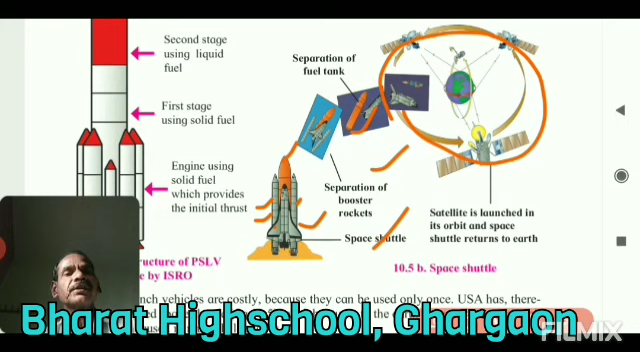 Second stage
using liquid
fuel
First stage
using solid fuel
Engine using
solid fuel
which provides
the initial thrust
Separation of
fuel tank
Separation of
booster
rockets
Space shuttle
Satellite is launched in
its orbit and space
shuttle returns to earth
ructure of PSLV
e by ISRO
10.5 b. Space shuttle
nch vehicles are costly, because they can be used only once. USA has, there-
Bharat Highschool, Ghargaon
FILMIX